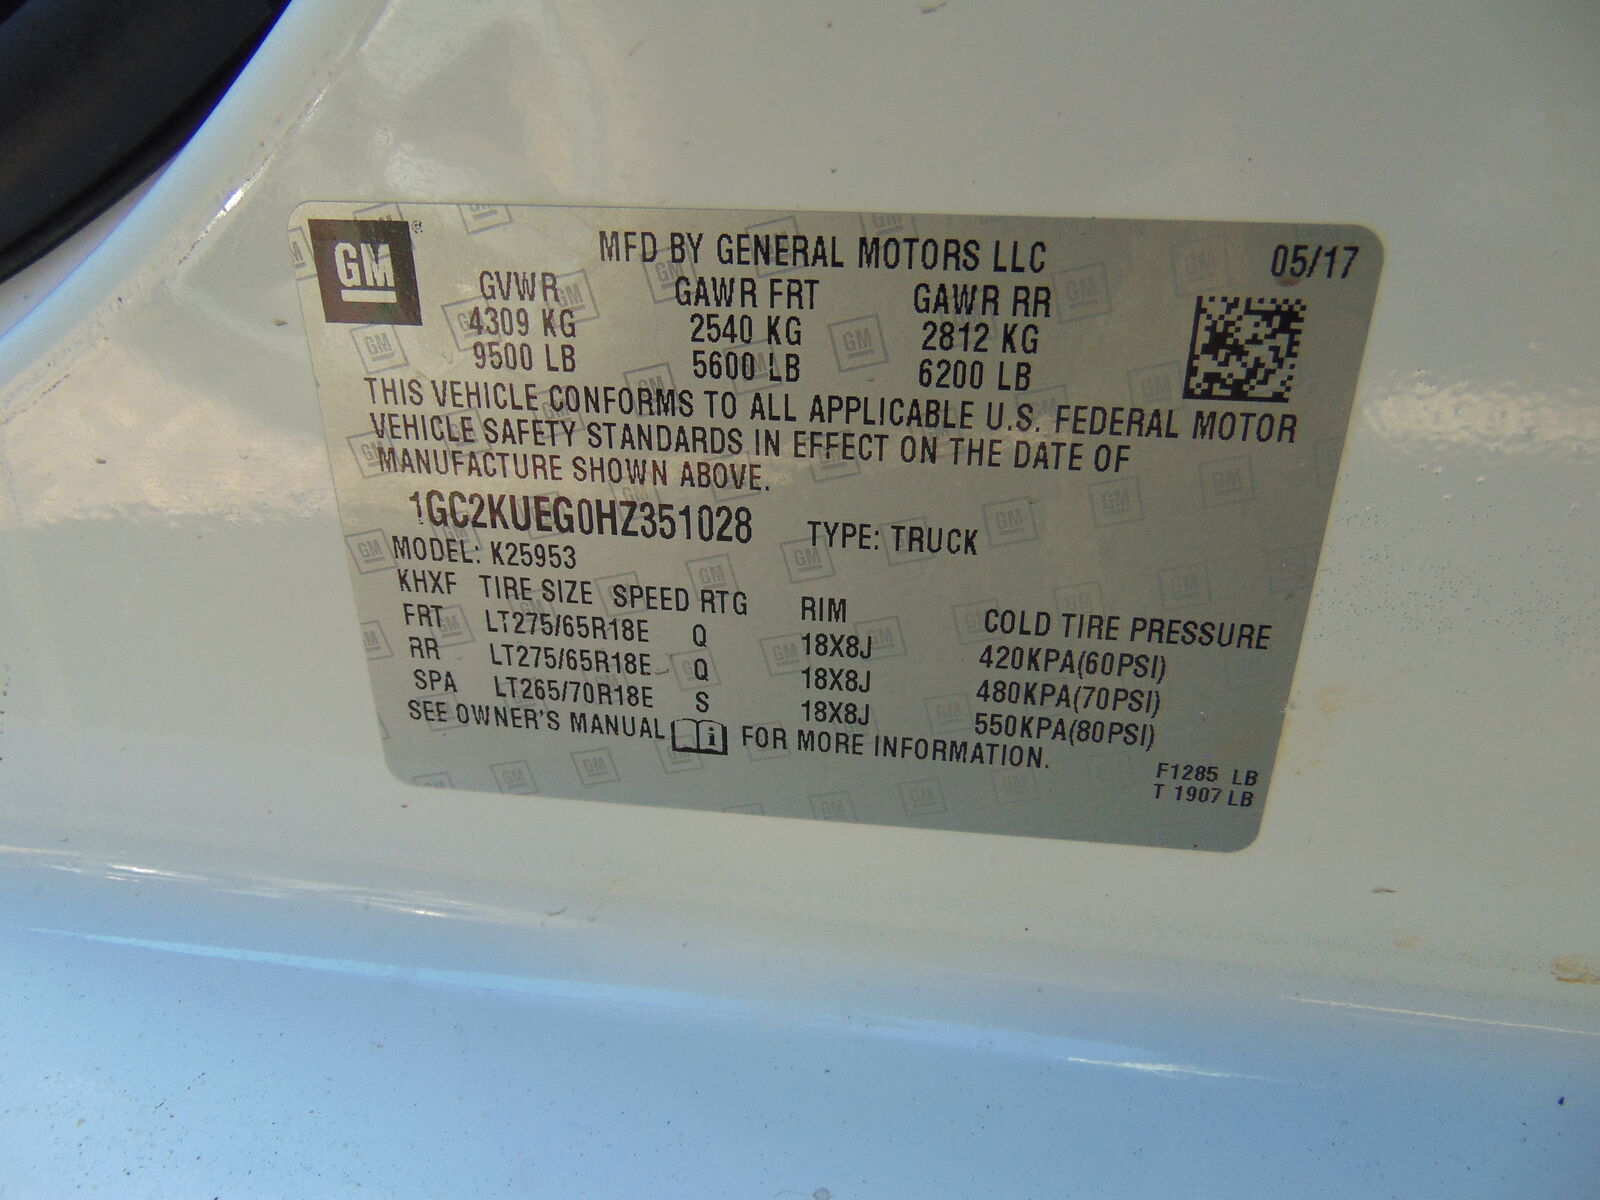 GM
MFD BY GENERAL MOTORS LLC 05/17
GVWR GAWR FRT GAWR RR
4309 KG 2540 KG 2812 KG
9500 LB 5600 LB 6200 LB
THIS VEHICLE CONFORMS TO ALL APPLICABLE U.S. FEDERAL MOTOR
VEHICLE SAFETY STANDARDS IN EFFECT ON THE DATE OF
MANUFACTURE SHOWN ABOVE.
1GC2KUEG0HZ351028 TYPE: TRUCK
MODEL: K25953
KHXF TIRE SIZE SPEED RTG RIM COLD TIRE PRESSURE
FRT LT275/65R18E Q 18X8J 420KPA(60PSI)
RR LT275/65R18E Q 18X8J 480KPA(70PSI)
SPA LT265/70R18E S 18X8J 550KPA(80PSI)
SEE OWNER'S MANUAL i FOR MORE INFORMATION.
F1285 LB
T 1907 LB